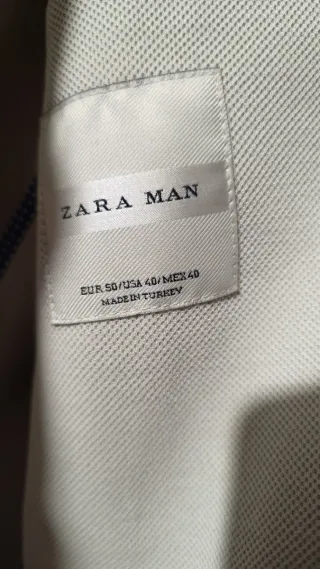 ZARA MAN
EUR 50/USA 40/MEX 40
MADE IN TURKEY